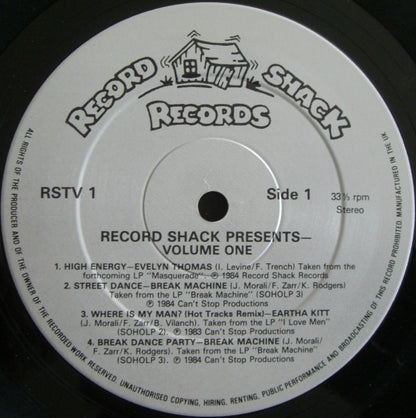 RECORD SHACK
RECORDS
RSTV 1
Side 1
33⅓ rpm
Stereo
RECORD SHACK PRESENTS—
VOLUME ONE
1. HIGH ENERGY—EVELYN THOMAS (I. Levine/F. Trench) Taken from the
forthcoming LP "Masquerade". ℗ 1984 Record Shack Records
2. STREET DANCE—BREAK MACHINE (J. Morali/F. Zarr/K. Rodgers)
Taken from the LP "Break Machine" (SOHOLP 3)
℗ 1984 Can't Stop Productions
3. WHERE IS MY MAN? (Hot Tracks Remix)—EARTHA KITT
(J. Morali/F. Zarr/B. Vilanch). Taken from the LP "I Love Men"
(SOHOLP 2). ℗ 1983 Can't Stop Productions
4. BREAK DANCE PARTY—BREAK MACHINE (J. Morali/
F. Zarr/K. Rodgers). Taken from the LP "Break Machine"
(SOHOLP 3). ℗ 1984 Can't Stop Productions
ALL RIGHTS OF THE PRODUCER AND OF THE OWNER OF THE RECORDED WORK RESERVED. UNAUTHORISED COPYING, HIRING, RENTING, PUBLIC PERFORMANCE AND BROADCASTING OF THIS RECORD PROHIBITED. MANUFACTURED IN THE UK